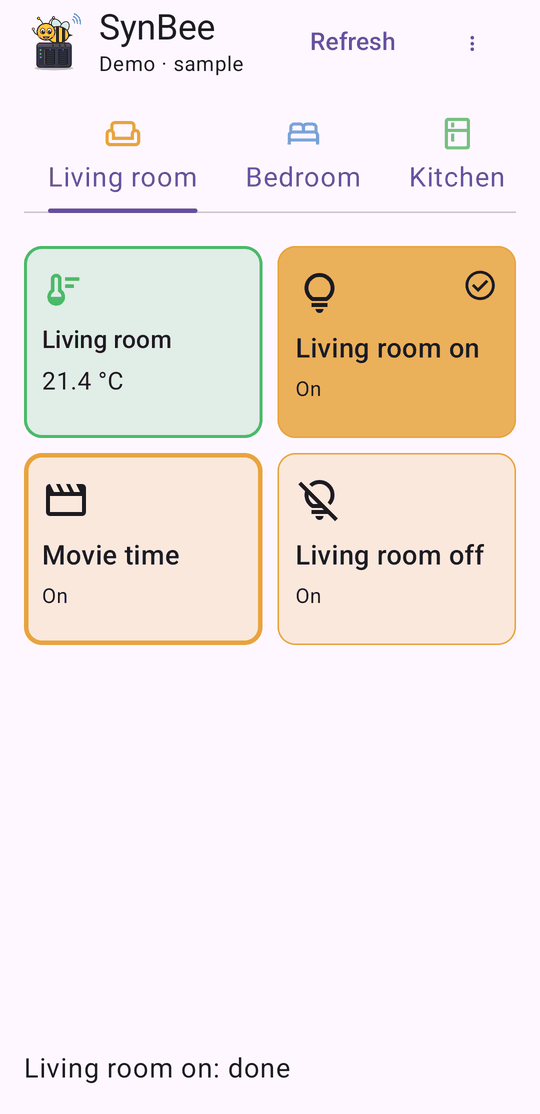 SynBee
Demo · sample
Refresh
Living room
Bedroom
Kitchen
Living room
21.4 °C
Living room on
On
Movie time
On
Living room off
On
Living room on: done